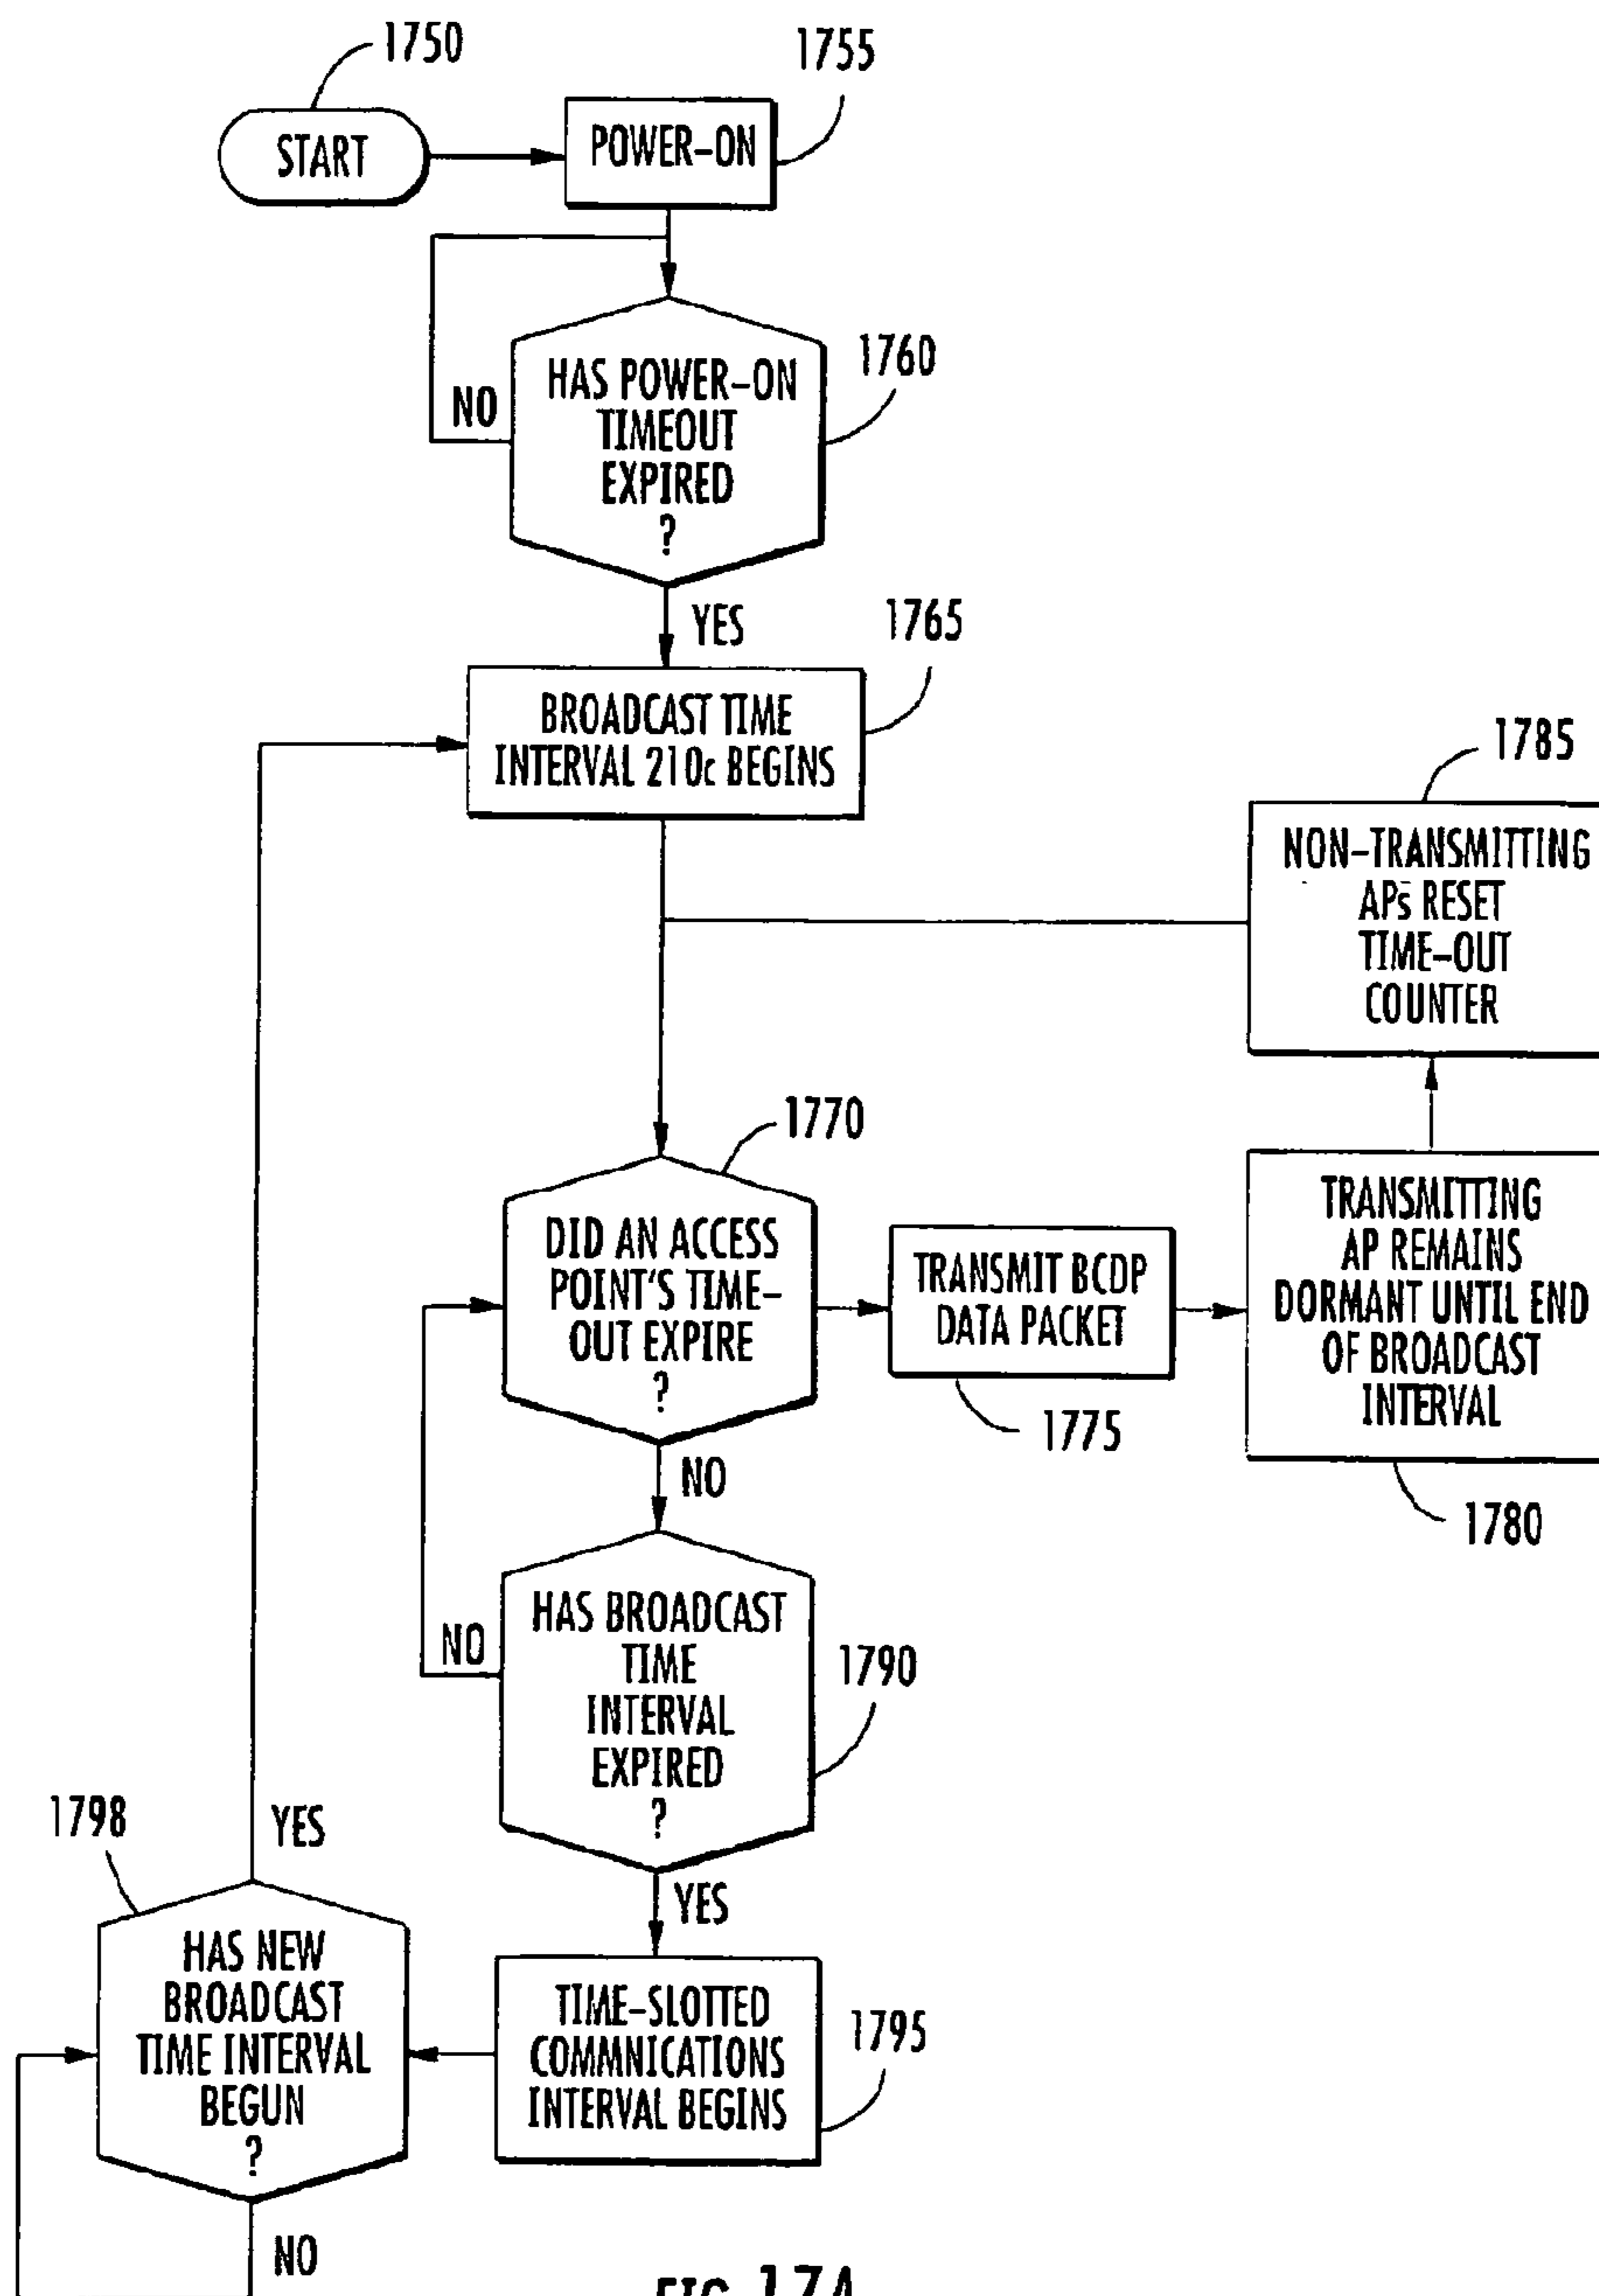 1750
1755
START
POWER-ON
1760
HAS POWER-ON
TIMEOUT
EXPIRED
?
NO
YES
1765
BROADCAST TIME
INTERVAL 210c BEGINS
1785
NON-TRANSMITTING
APs RESET
TIME-OUT
COUNTER
1770
DID AN ACCESS
POINT'S TIME-
OUT EXPIRE
?
TRANSMIT BCDP
DATA PACKET
1775
TRANSMITTING
AP REMAINS
DORMANT UNTIL END
OF BROADCAST
INTERVAL
1780
NO
HAS BROADCAST
TIME
INTERVAL
EXPIRED
?
NO
1790
YES
1798
YES
HAS NEW
BROADCAST
TIME INTERVAL
BEGUN
?
TIME-SLOTTED
COMMNICATIONS
INTERVAL BEGINS
1795
NO
FIG. 17A